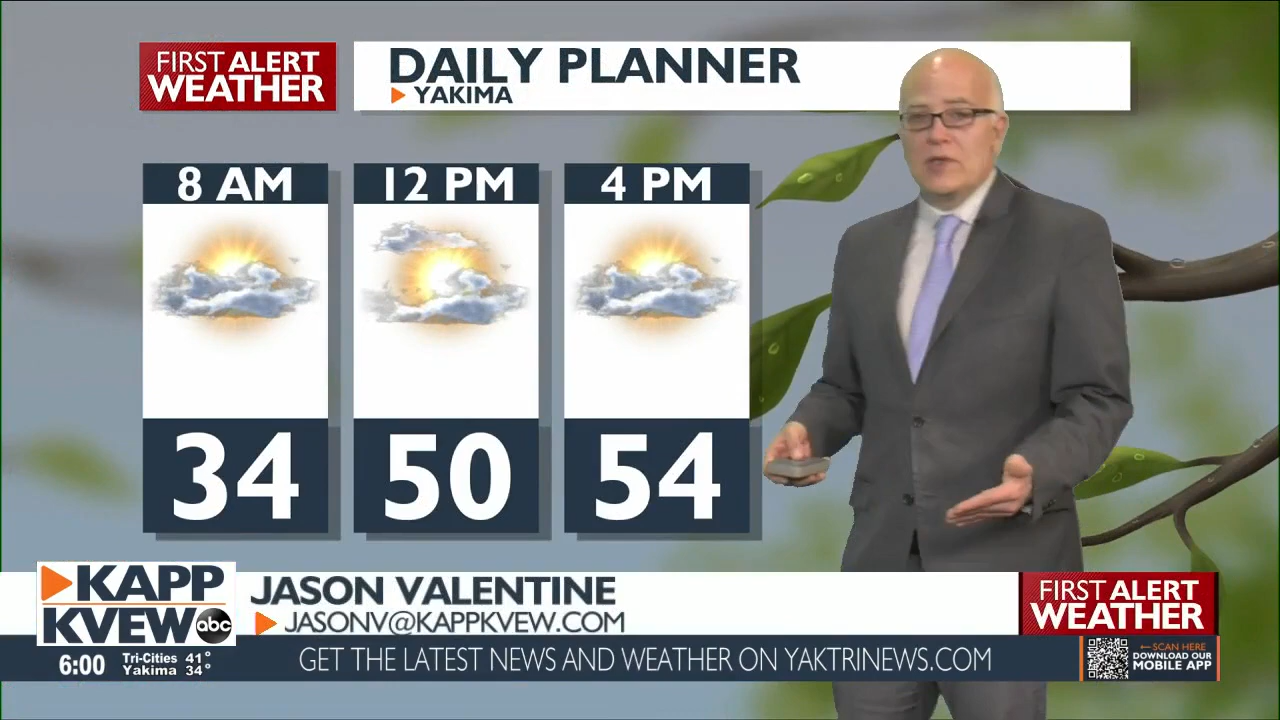 FIRST ALERT
WEATHER
DAILY PLANNER
YAKIMA
8 AM
12 PM
4 PM
34
50
54
KAPP
KVEW abc
JASON VALENTINE
JASONV@KAPPKVEW.COM
FIRST ALERT
WEATHER
6:00
Tri-Cities 41°
Yakima 34°
GET THE LATEST NEWS AND WEATHER ON YAKTRINEWS.COM
←SCAN HERE
DOWNLOAD OUR
MOBILE APP